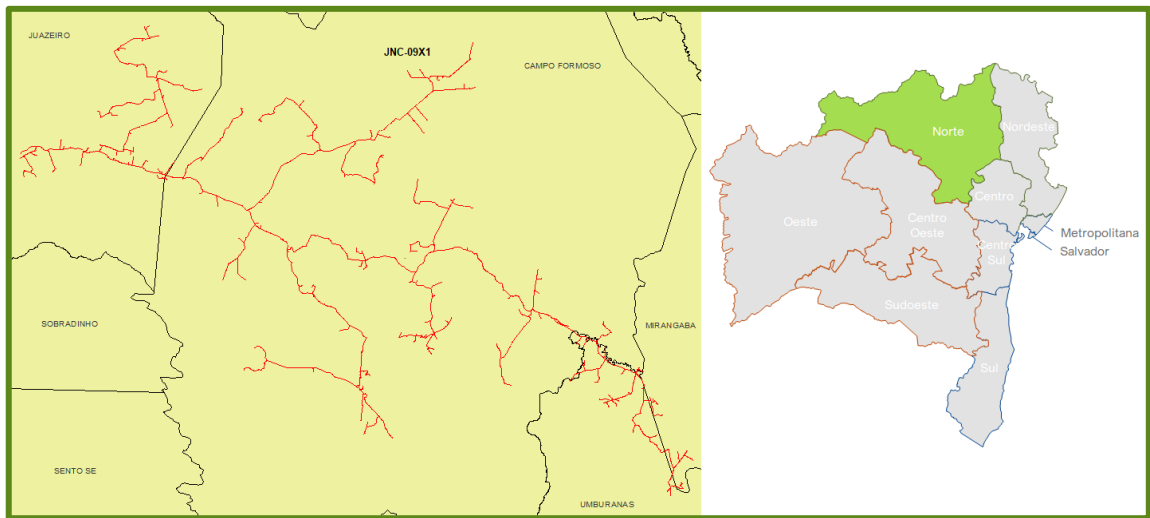 JUAZEIRO
JNC-09X1
CAMPO FORMOSO
SOBRADINHO
MIRANGABA
SENTO SE
UMBURANAS
Norte
Nordeste
Centro
Oeste
Centro
Oeste
Centro
Sul
Metropolitana
Salvador
Sudoeste
Sul